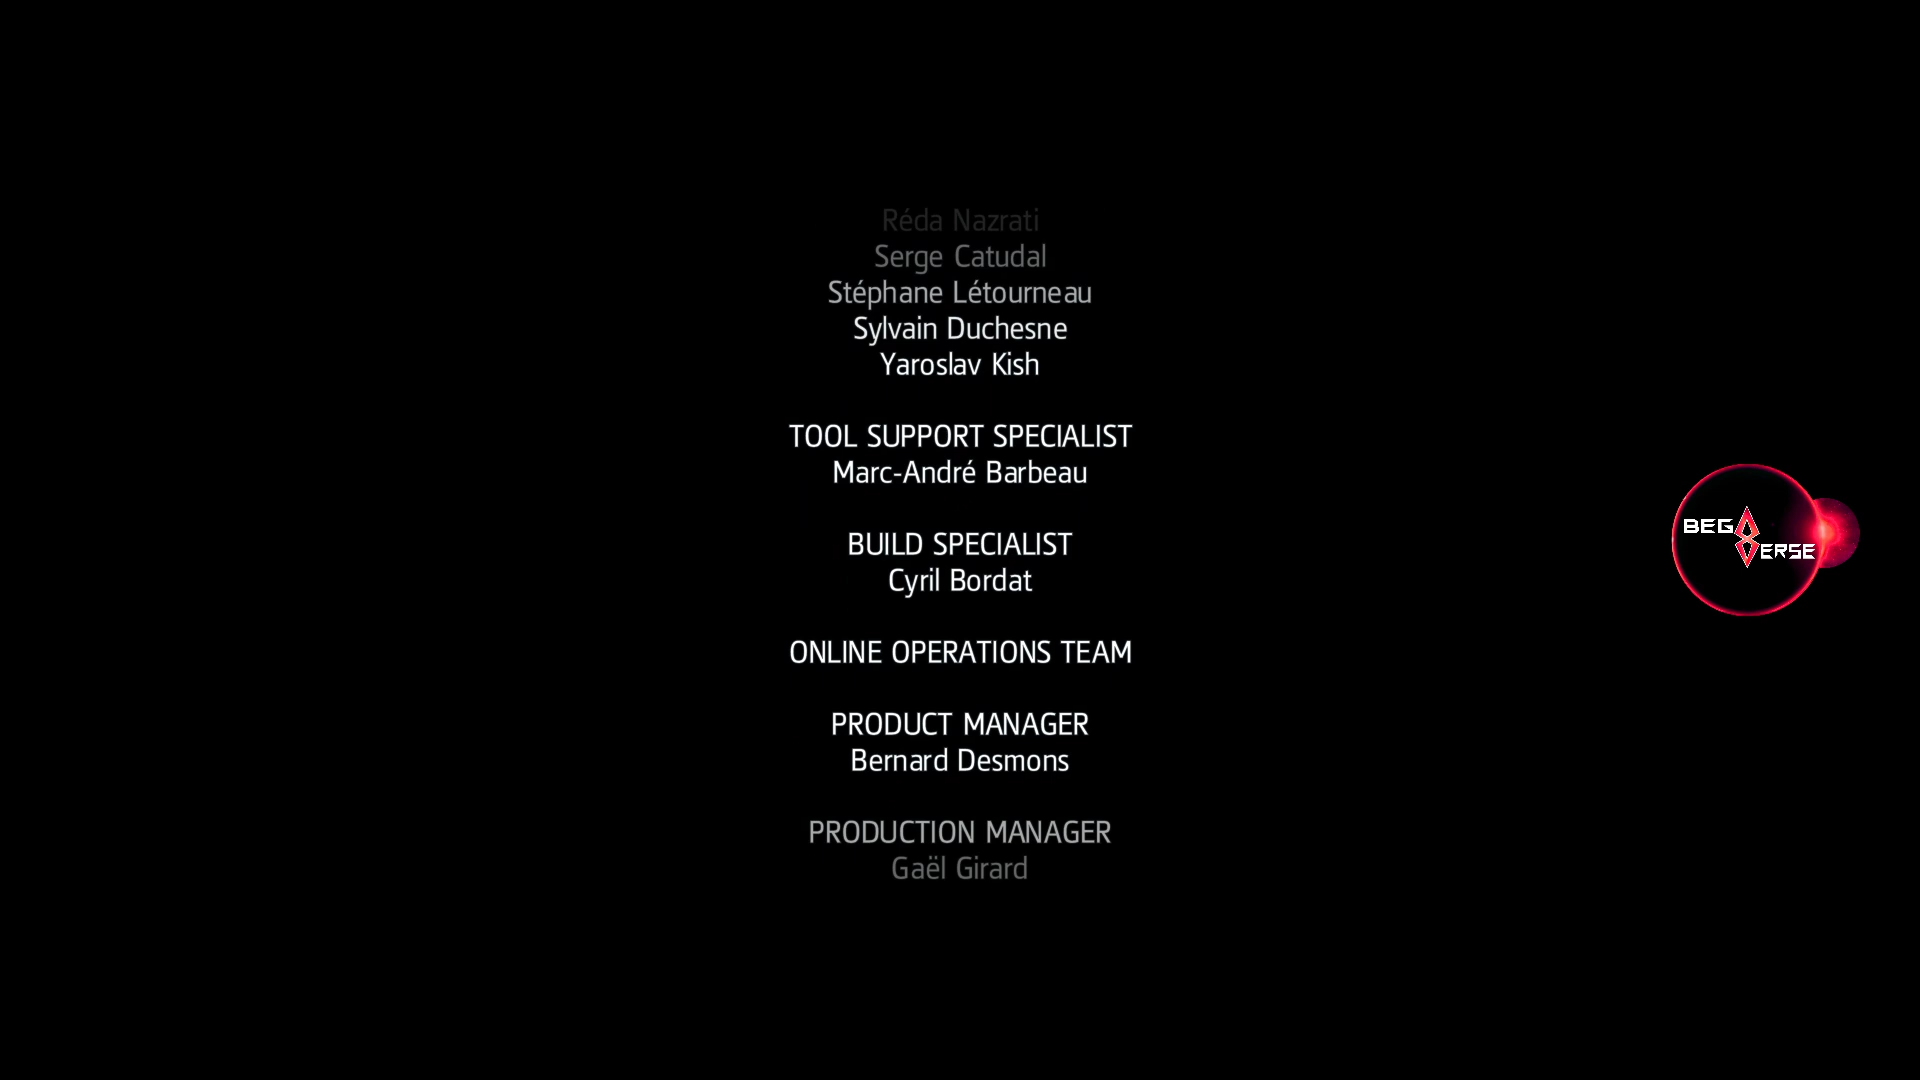 Réda Nazrati
Serge Catudal
Stéphane Létourneau
Sylvain Duchesne
Yaroslav Kish
TOOL SUPPORT SPECIALIST
Marc-André Barbeau
BUILD SPECIALIST
Cyril Bordat
ONLINE OPERATIONS TEAM
PRODUCT MANAGER
Bernard Desmons
PRODUCTION MANAGER
Gaël Girard
BEGA
VERSE